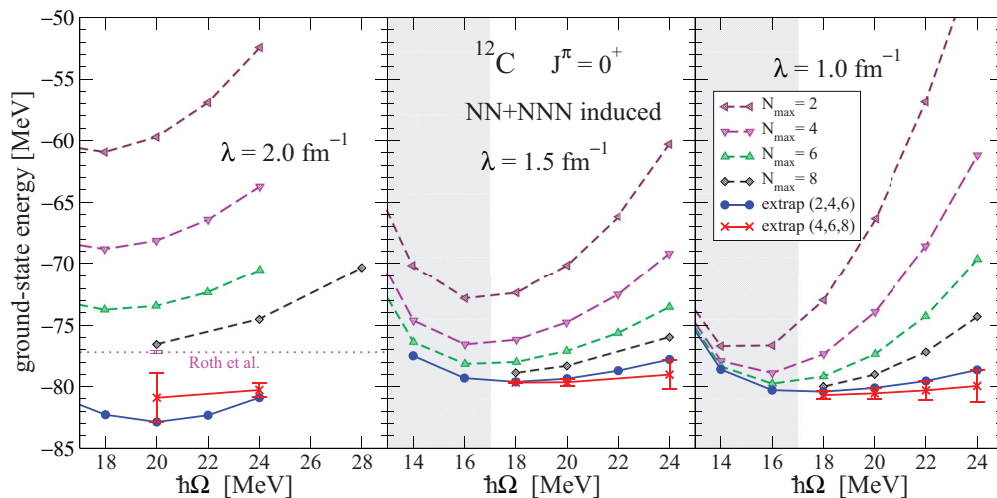 ground-state energy [MeV]
−50
−55
−60
−65
−70
−75
−80
−85
λ = 2.0 fm⁻¹
Roth et al.
18 20 22 24 26 28
ħΩ [MeV]
¹²C J^π = 0⁺
NN+NNN induced
λ = 1.5 fm⁻¹
12 14 16 18 20 22 24
ħΩ [MeV]
λ = 1.0 fm⁻¹
N_max = 2
N_max = 4
N_max = 6
N_max = 8
extrap (2,4,6)
extrap (4,6,8)
12 14 16 18 20 22 24
ħΩ [MeV]